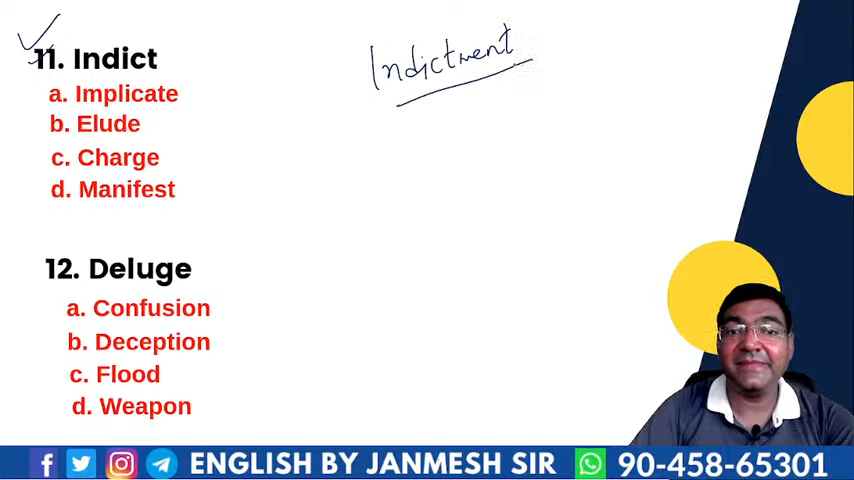 11. Indict
Indictment
a. Implicate
b. Elude
c. Charge
d. Manifest
12. Deluge
a. Confusion
b. Deception
c. Flood
d. Weapon
ENGLISH BY JANMESH SIR 90-458-65301